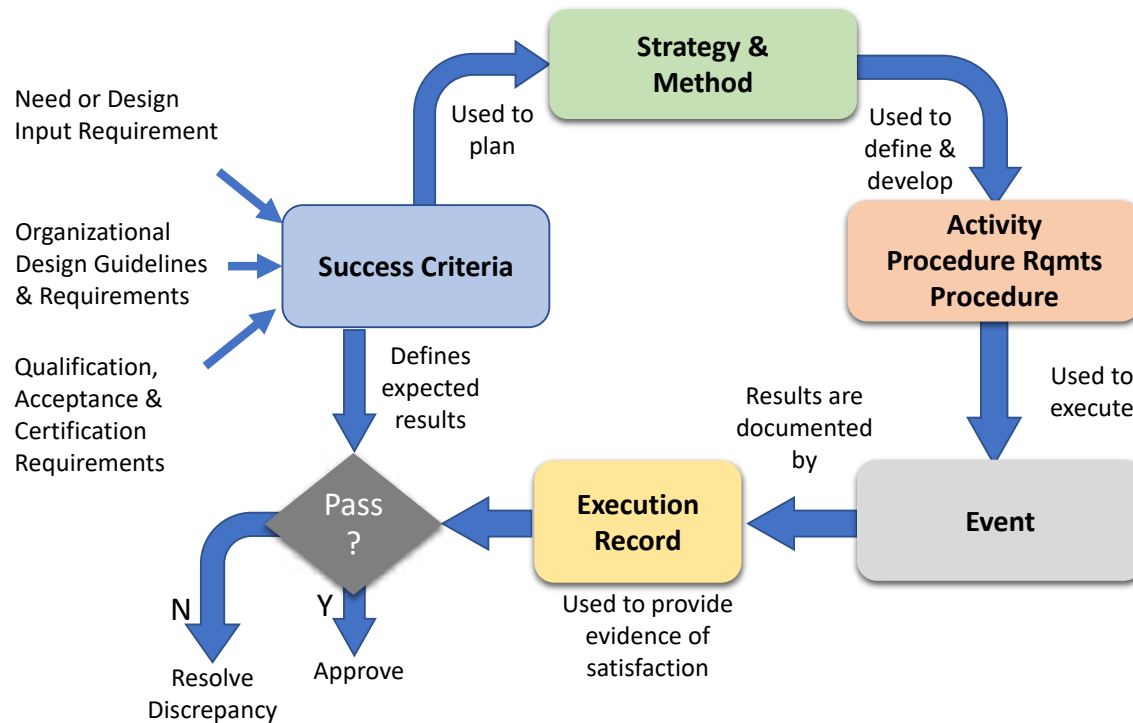 Strategy &
Method
Need or Design
Input Requirement
Used to
plan
Used to
define &
develop
Organizational
Design Guidelines
& Requirements
Success Criteria
Activity
Procedure Rqmts
Procedure
Qualification,
Acceptance &
Certification
Requirements
Defines
expected
results
Results are
documented
by
Used to
execute
Pass
?
Execution
Record
Event
N
Y
Used to provide
evidence of
satisfaction
Resolve
Discrepancy
Approve